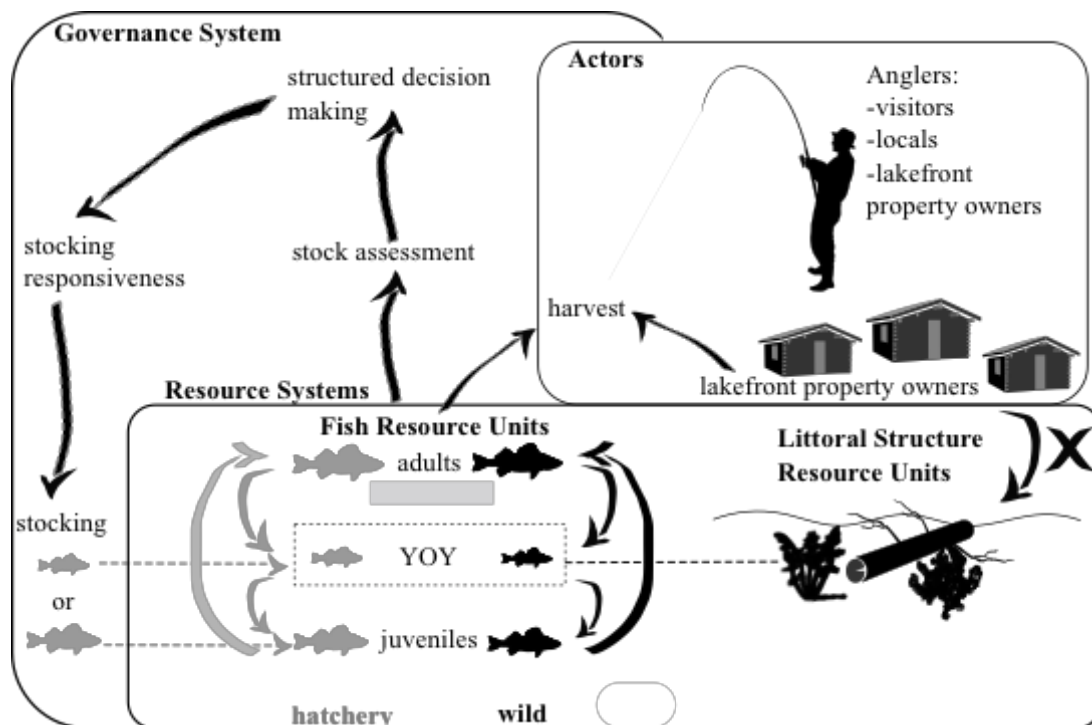 Governance System
structured decision
making
stocking
responsiveness
stock assessment
Actors
Anglers:
-visitors
-locals
-lakefront
property owners
harvest
lakefront property owners
Resource Systems
Fish Resource Units
adults
YOY
juveniles
hatchery
wild
Littoral Structure
Resource Units
X
stocking
or